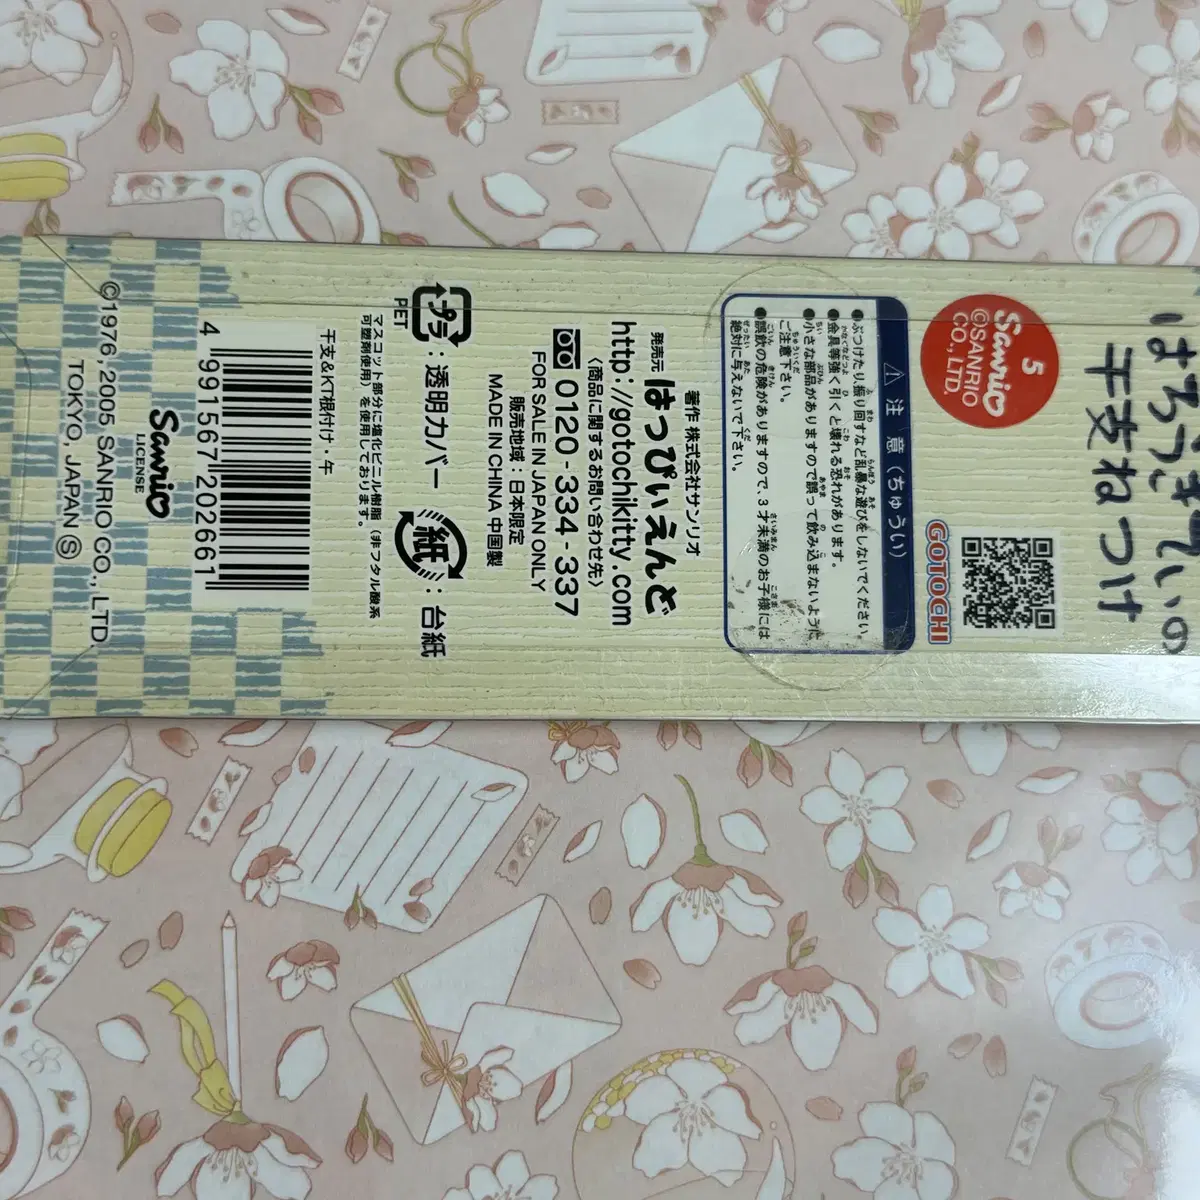 はろうきてぃの
干支ねつけ
5
Sanrio
©SANRIO
CO., LTD.
GOTOCHI
⚠ 注 意(ちゅうい)
●ぶつけたり、振り回すなど乱暴な遊びをしないでください。
●金具等強く引くと壊れる恐れがあります。
●小さな部品がありますので誤って飲み込まないように
ご注意下さい。
●誤飲の危険がありますので、3才未満のお子様には
絶対に与えないで下さい。
著作 株式会社サンリオ
発売元 はっぴぃえんど
http://gotochikitty.com
〈商品に関するお問い合わせ先〉
0120-334-337
FOR SALE IN JAPAN ONLY
販売地域:日本限定
MADE IN CHINA 中国製
プラ:透明カバー 紙:台紙
PET
マスコット部分に塩化ビニル樹脂(非フタル酸系
可塑剤使用)を使用しております。
干支&KT根付け・午
4 991567 202661
Sanrio
LICENSE
©1976,2005 SANRIO CO., LTD.
TOKYO, JAPAN Ⓢ